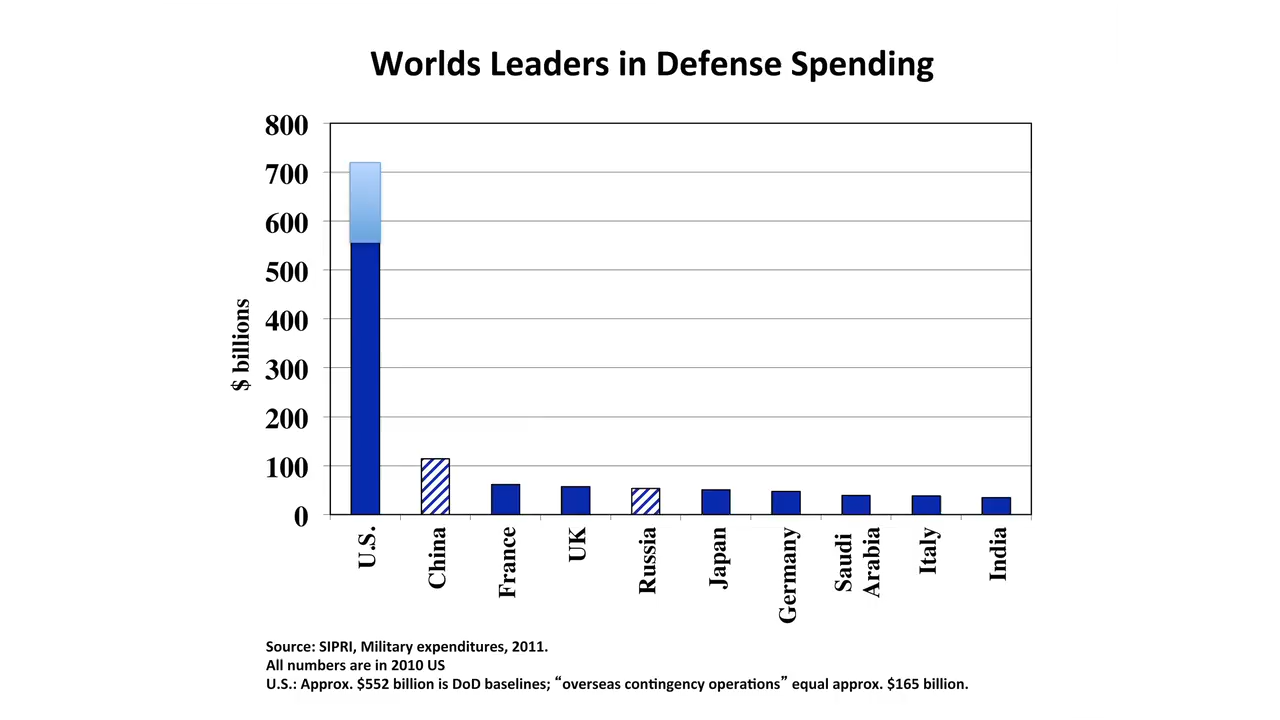 Worlds Leaders in Defense Spending
800
700
600
500
400
300
200
100
0
$ billions
U.S.
China
France
UK
Russia
Japan
Germany
Saudi
Arabia
Italy
India
Source: SIPRI, Military expenditures, 2011.
All numbers are in 2010 US
U.S.: Approx. $552 billion is DoD baselines; “overseas contingency operations” equal approx. $165 billion.